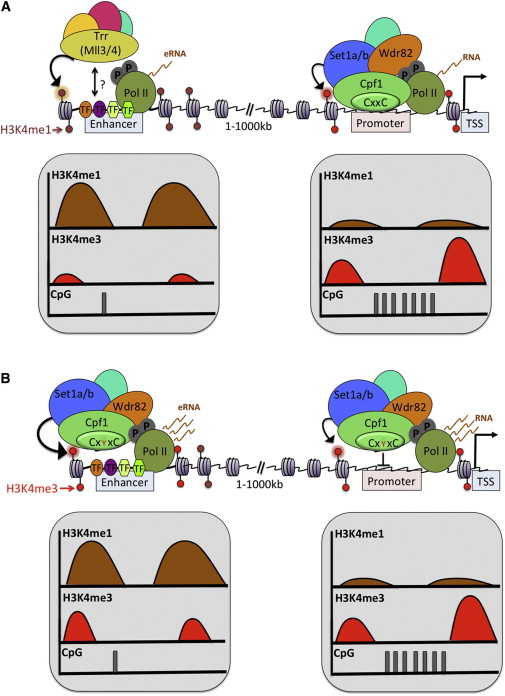 A
Trr
(Mll3/4)
eRNA
?
P
P
Pol II
TF
TF
TF
TF
H3K4me1
Enhancer
1-1000kb
Set1a/b
Wdr82
RNA
P
P
Cpf1
Pol II
CxxC
Promoter
TSS
H3K4me1
H3K4me3
CpG
H3K4me1
H3K4me3
CpG
B
Set1a/b
Wdr82
eRNA
Cpf1
P
P
CxYxC
Pol II
TF
TF
TF
TF
H3K4me3
Enhancer
1-1000kb
Set1a/b
Wdr82
RNA
Cpf1
P
P
CxYxC
Pol II
Promoter
TSS
H3K4me1
H3K4me3
CpG
H3K4me1
H3K4me3
CpG